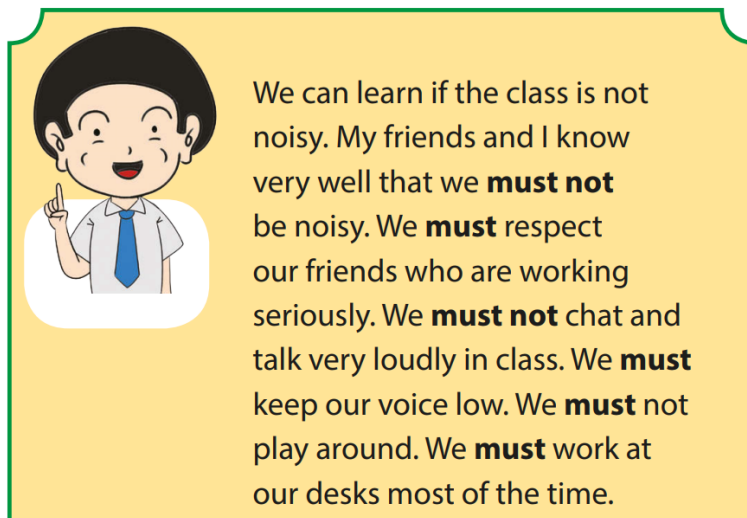 We can learn if the class is not
noisy. My friends and I know
very well that we must not
be noisy. We must respect
our friends who are working
seriously. We must not chat and
talk very loudly in class. We must
keep our voice low. We must not
play around. We must work at
our desks most of the time.